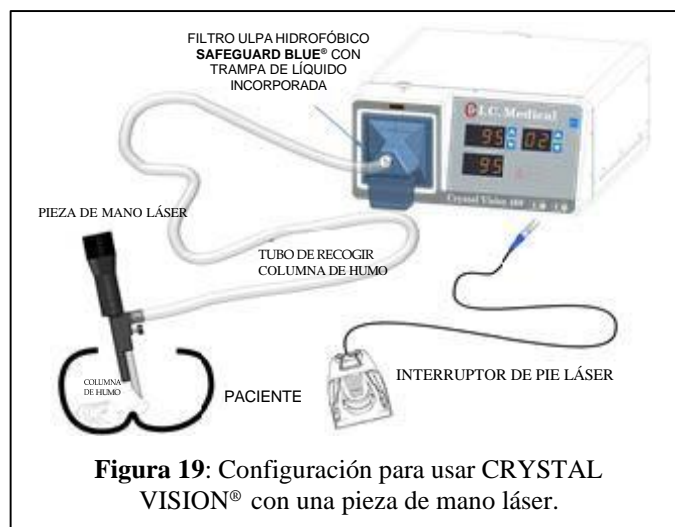 FILTRO ULPA HIDROFÓBICO
SAFEGUARD BLUE® CON
TRAMPA DE LÍQUIDO
INCORPORADA
I.C. Medical
95 02
95
Crystal Vision
PIEZA DE MANO LÁSER
TUBO DE RECOGIR
COLUMNA DE HUMO
COLUMNA
DE HUMO
PACIENTE
INTERRUPTOR DE PIE LÁSER
Figura 19: Configuración para usar CRYSTAL
VISION® con una pieza de mano láser.